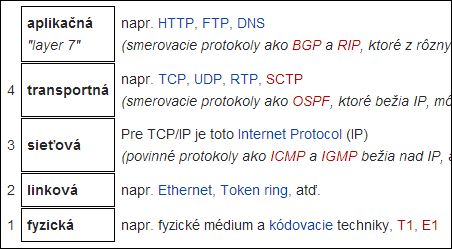 aplikačná
"layer 7"
napr. HTTP, FTP, DNS
(smerovacie protokoly ako BGP a RIP, ktoré z rôzny
4
transportná
napr. TCP, UDP, RTP, SCTP
(smerovacie protokoly ako OSPF, ktoré bežia IP, mô
3
sieťová
Pre TCP/IP je toto Internet Protocol (IP)
(povinné protokoly ako ICMP a IGMP bežia nad IP, a
2
linková
napr. Ethernet, Token ring, atď.
1
fyzická
napr. fyzické médium a kódovacie techniky, T1, E1